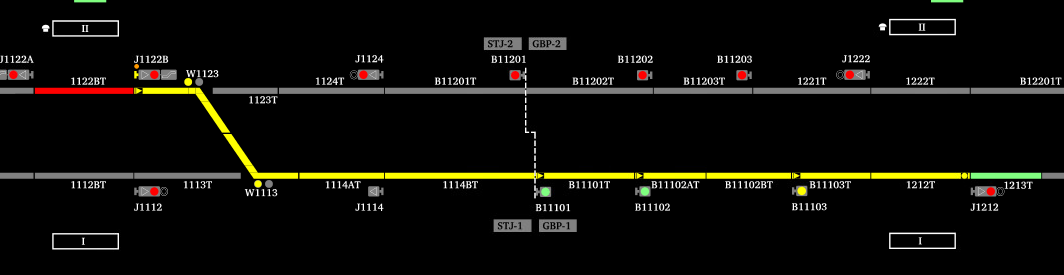 II
II
STJ-2 GBP-2
J1122A J1122B J1124 B11201 B11202 B11203 J1222
W1123
1122BT 1124T B11201T B11202T B11203T 1221T 1222T B12201T
1123T
1112BT 1113T 1114AT 1114BT B11101T B11102AT B11102BT B11103T 1212T 1213T
W1113
J1112 J1114 B11101 B11102 B11103 J1212
STJ-1 GBP-1
I
I